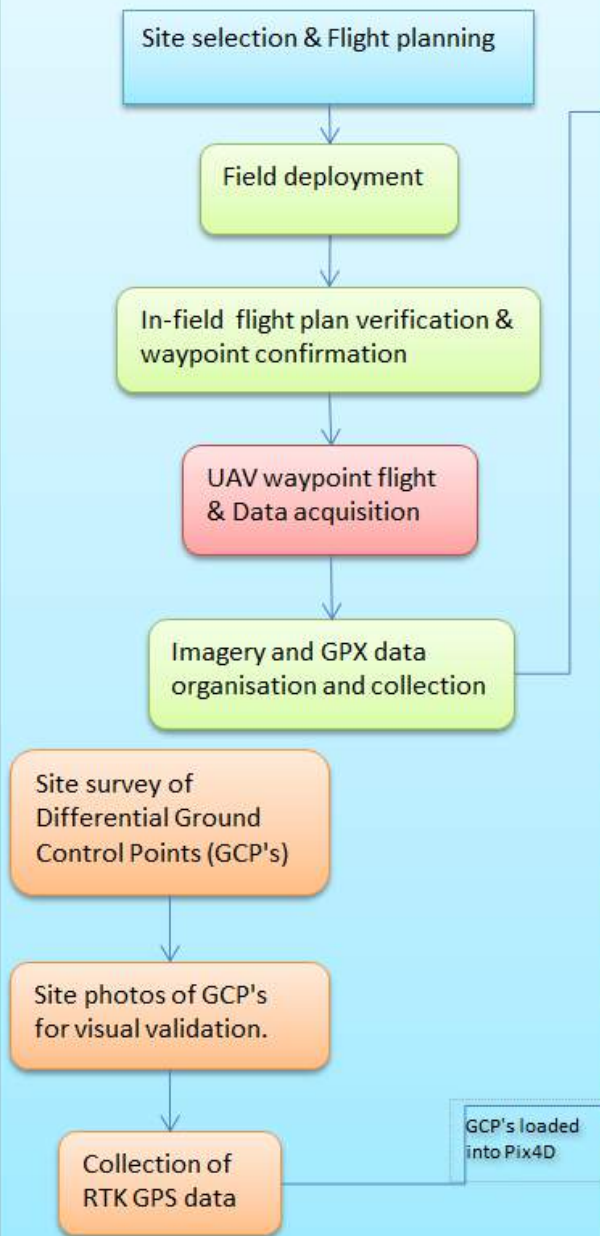 Site selection & Flight planning
Field deployment
In-field flight plan verification &
waypoint confirmation
UAV waypoint flight
& Data acquisition
Imagery and GPX data
organisation and collection
Site survey of
Differential Ground
Control Points (GCP's)
Site photos of GCP's
for visual validation.
Collection of
RTK GPS data
GCP's loaded
into Pix4D